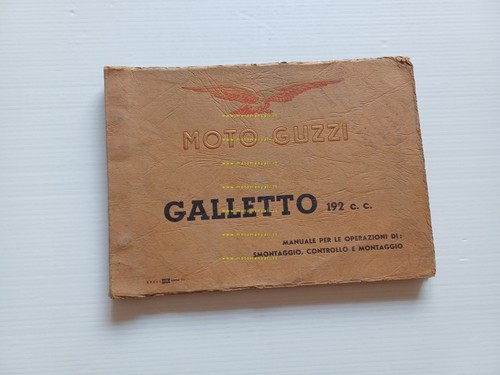 MOTO GUZZI
GALLETTO 192 c. c.
MANUALE PER LE OPERAZIONI DI:
SMONTAGGIO, CONTROLLO E MONTAGGIO